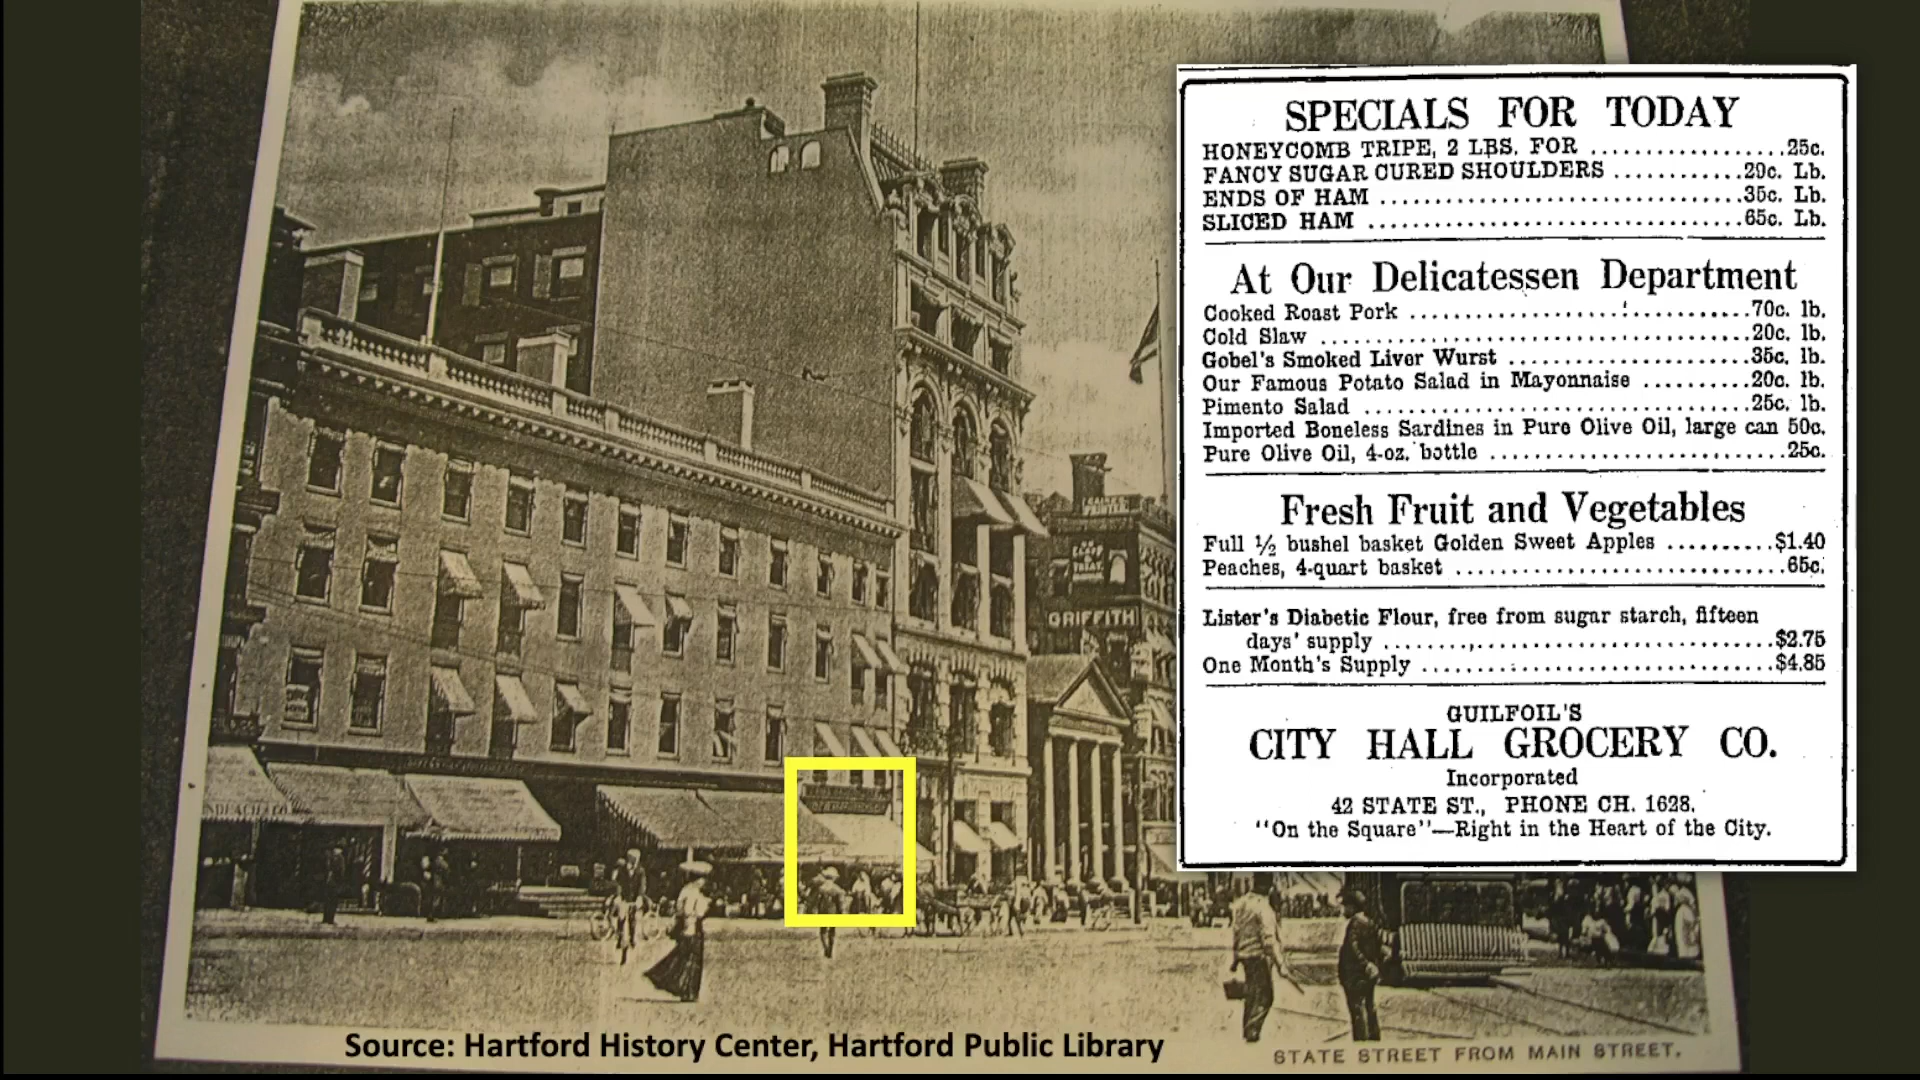 SPECIALS FOR TODAY
HONEYCOMB TRIPE, 2 LBS. FOR ..................25c.
FANCY SUGAR CURED SHOULDERS ............29c. Lb.
ENDS OF HAM ..................................35c. Lb.
SLICED HAM ...................................65c. Lb.
At Our Delicatessen Department
Cooked Roast Pork ................................70c. lb.
Cold Slaw ........................................20c. lb.
Gobel's Smoked Liver Wurst .......................35c. lb.
Our Famous Potato Salad in Mayonnaise ..........20c. lb.
Pimento Salad ....................................25c. lb.
Imported Boneless Sardines in Pure Olive Oil, large can 50c.
Pure Olive Oil, 4-oz. bottle ...........................25c.
Fresh Fruit and Vegetables
Full ½ bushel basket Golden Sweet Apples ..........$1.40
Peaches, 4-quart basket ..............................65c.
Lister's Diabetic Flour, free from sugar starch, fifteen
days' supply ....................................$2.75
One Month's Supply ................................$4.85
GUILFOIL'S
CITY HALL GROCERY CO.
Incorporated
42 STATE ST., PHONE CH. 1628.
"On the Square"—Right in the Heart of the City.
GRIFFITH
Source: Hartford History Center, Hartford Public Library
STATE STREET FROM MAIN STREET.